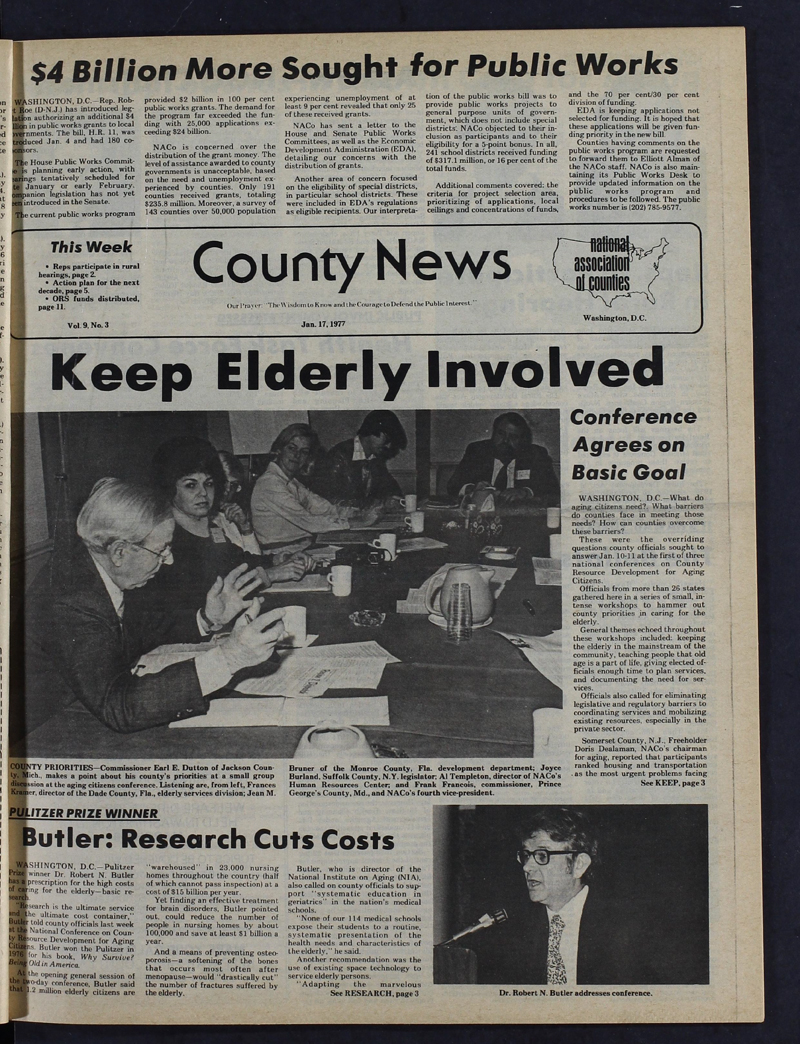 $4 Billion More Sought for Public Works
WASHINGTON, D.C.—Rep. Rob-
Roe (D-N.J.) has introduced leg-
authorizing an additional $4
in public works grants to local
The bill, H.R. 11, was
Jan. 4 and had 180 co-
The House Public Works Commit-
is planning early action, with
tentatively scheduled for
January or early February.
legislation has not yet
introduced in the Senate.
The current public works program
provided $2 billion in 100 per cent
public works grants. The demand for
the program far exceeded the fun-
ding with 25,000 applications ex-
ceeding $24 billion.
NACo is concerned over the
distribution of the grant money. The
level of assistance awarded to county
governments is unacceptable, based
on the need and unemployment ex-
perienced by counties. Only 191
counties received grants, totaling
$235.8 million. Moreover, a survey of
143 counties over 50,000 population
experiencing unemployment of at
least 9 per cent revealed that only 25
of these received grants.
NACo has sent a letter to the
House and Senate Public Works
Committees, as well as the Economic
Development Administration (EDA),
detailing our concerns with the
distribution of grants.
Another area of concern focused
on the eligibility of special districts,
in particular school districts. These
were included in EDA's regulations
as eligible recipients. Our interpreta-
tion of the public works bill was to
provide public works projects to
general purpose units of govern-
ment, which does not include special
districts. NACo objected to their in-
clusion as participants and to their
eligibility for a 5-point bonus. In all,
241 school districts received funding
of $317.1 million, or 16 per cent of the
total funds.
Additional comments covered; the
criteria for project selection area,
prioritizing of applications, local
ceilings and concentrations of funds,
and the 70 per cent/30 per cent
division of funding.
EDA is keeping applications not
selected for funding. It is hoped that
these applications will be given fun-
ding priority in the new bill.
Counties having comments on the
public works program are requested
to forward them to Elliott Alman of
the NACo staff. NACo is also main-
taining its Public Works Desk to
provide updated information on the
public works program and
procedures to be followed. The public
works number is (202) 785-9577.
This Week
• Reps participate in rural
hearings, page 2.
• Action plan for the next
decade, page 5.
• ORS funds distributed,
page 11.
Vol. 9, No. 3
County News
Our Prayer: "The Wisdom to Know and the Courage to Defend the Public Interest."
Jan. 17, 1977
national
association
of counties
Washington, D.C.
Keep Elderly Involved
Conference
Agrees on
Basic Goal
WASHINGTON, D.C.—What do
aging citizens need?. What barriers
do counties face in meeting those
needs? How can counties overcome
these barriers?
These were the overriding
questions county officials sought to
answer Jan. 10-11 at the first of three
national conferences on County
Resource Development for Aging
Citizens.
Officials from more than 26 states
gathered here in a series of small, in-
tense workshops to hammer out
county priorities in caring for the
elderly.
General themes echoed throughout
these workshops included: keeping
the elderly in the mainstream of the
community, teaching people that old
age is a part of life, giving elected of-
ficials enough time to plan services,
and documenting the need for ser-
vices.
Officials also called for eliminating
legislative and regulatory barriers to
coordinating services and mobilizing
existing resources, especially in the
private sector.
Somerset County, N.J., Freeholder
Doris Dealaman, NACo's chairman
for aging, reported that participants
ranked housing and transportation
as the most urgent problems facing
See KEEP, page 3
COUNTY PRIORITIES—Commissioner Earl E. Dutton of Jackson Coun-
ty, Mich., makes a point about his county's priorities at a small group
discussion at the aging citizens conference. Listening are, from left, Frances
Kramer, director of the Dade County, Fla., elderly services division; Jean M.
Bruner of the Monroe County, Fla. development department; Joyce
Burland, Suffolk County, N.Y. legislator; Al Templeton, director of NACo's
Human Resources Center; and Frank Francois, commissioner, Prince
George's County, Md., and NACo's fourth vice-president.
PULITZER PRIZE WINNER
Butler: Research Cuts Costs
WASHINGTON, D.C.—Pulitzer
Prize winner Dr. Robert N. Butler
has a prescription for the high costs
of caring for the elderly—basic re-
search.
"Research is the ultimate service
and the ultimate cost container,"
Butler told county officials last week
at the National Conference on Coun-
ty Resource Development for Aging
Citizens. Butler won the Pulitzer in
1976 for his book, Why Survive?
Being Old in America.
At the opening general session of
the two-day conference, Butler said
that 1.2 million elderly citizens are
"warehoused" in 23,000 nursing
homes throughout the country (half
of which cannot pass inspection) at a
cost of $15 billion per year.
Yet finding an effective treatment
for brain disorders, Butler pointed
out, could reduce the number of
people in nursing homes by about
100,000 and save at least $1 billion a
year.
And a means of preventing osteo-
porosis—a softening of the bones
that occurs most often after
menopause—would "drastically cut"
the number of fractures suffered by
the elderly.
Butler, who is director of the
National Institute on Aging (NIA),
also called on county officials to sup-
port "systematic education in
geriatrics" in the nation's medical
schools.
"None of our 114 medical schools
expose their students to a routine,
systematic presentation of the
health needs and characteristics of
the elderly," he said.
Another recommendation was the
use of existing space technology to
service elderly persons.
"Adapting the marvelous
See RESEARCH, page 3
Dr. Robert N. Butler addresses conference.